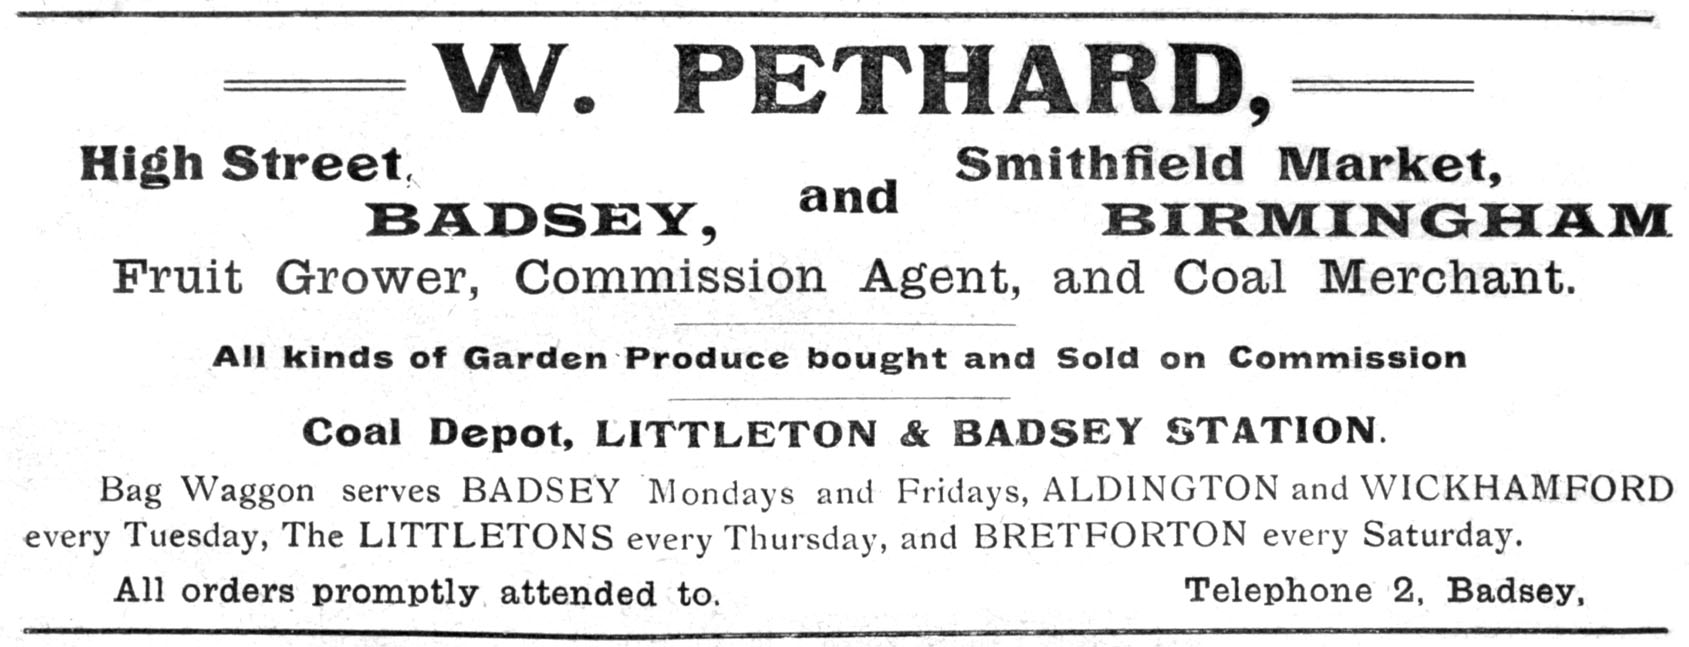 W. PETHARD,
High Street, and Smithfield Market,
BADSEY, BIRMINGHAM
Fruit Grower, Commission Agent, and Coal Merchant.
All kinds of Garden Produce bought and Sold on Commission
Coal Depot, LITTLETON & BADSEY STATION.
Bag Waggon serves BADSEY Mondays and Fridays, ALDINGTON and WICKHAMFORD
every Tuesday, The LITTLETONS every Thursday, and BRETFORTON every Saturday.
All orders promptly attended to. Telephone 2, Badsey,